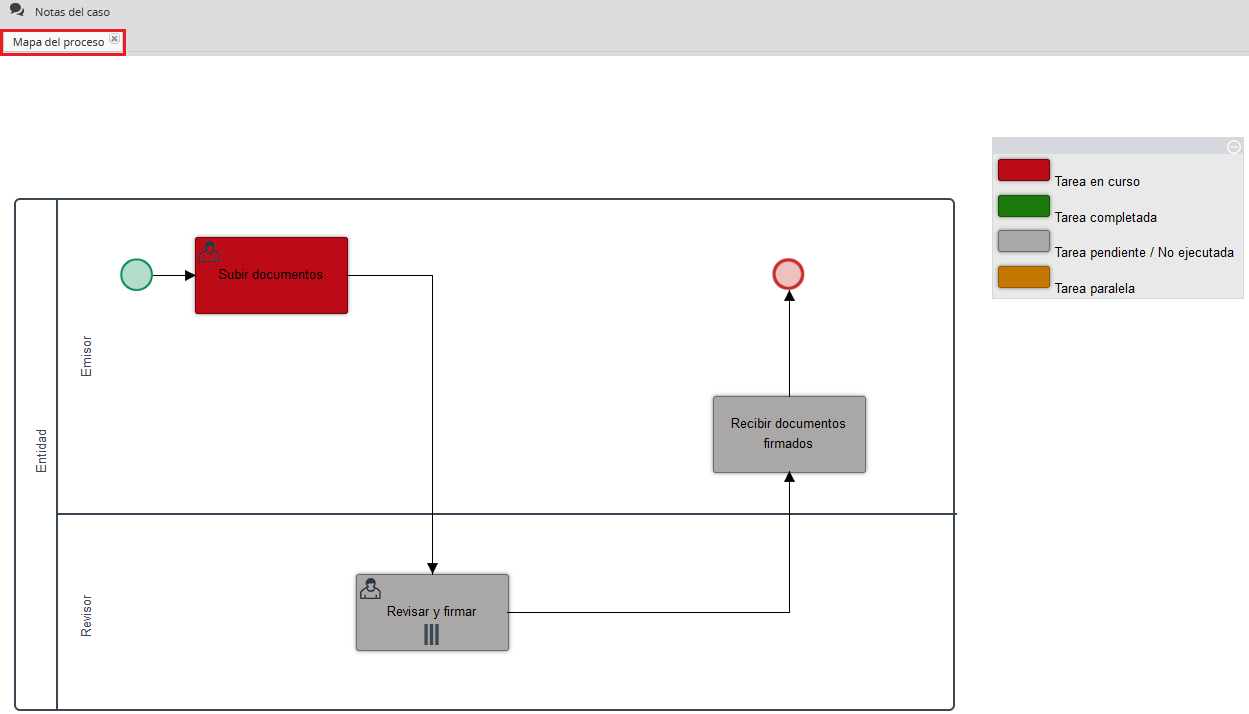 Notas del caso
Mapa del proceso
Tarea en curso
Tarea completada
Tarea pendiente / No ejecutada
Tarea paralela
Entidad
Emisor
Subir documentos
Recibir documentos
firmados
Revisor
Revisar y firmar